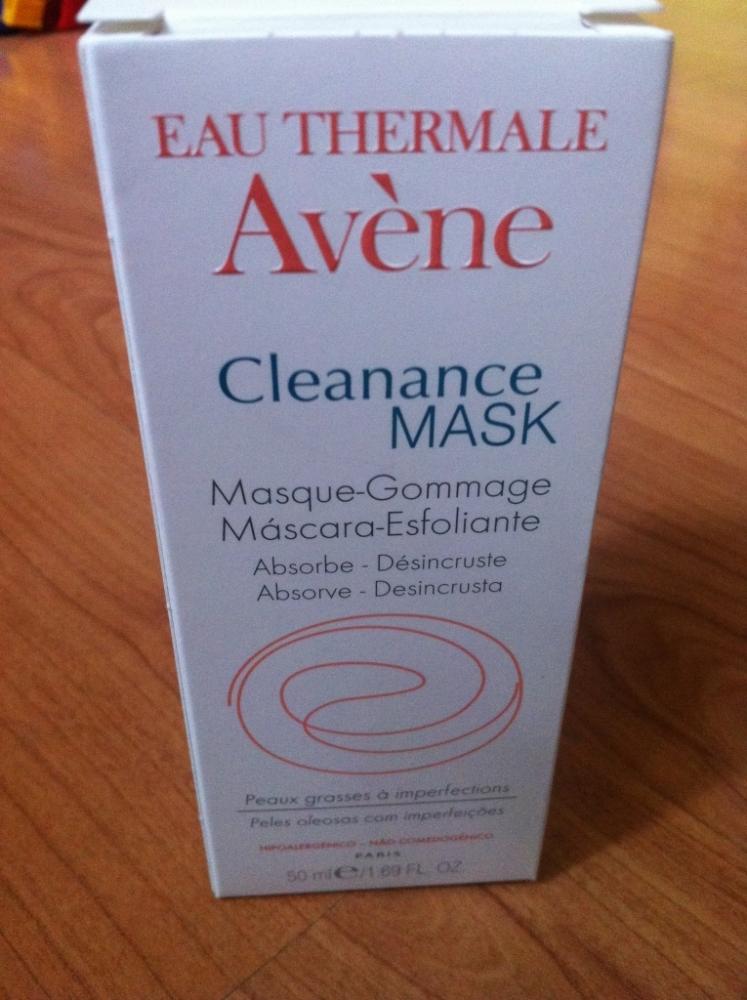 EAU THERMALE
Avène
Cleanance
MASK
Masque-Gommage
Máscara-Esfoliante
Absorbe - Désincruste
Absorve - Desincrusta
Peaux grasses à imperfections
Peles oleosas com imperfeições
HIPOALERGÉNICO - NÃO COMEDOGÉNICO
PARIS
50 ml e/1.69 FL. OZ.